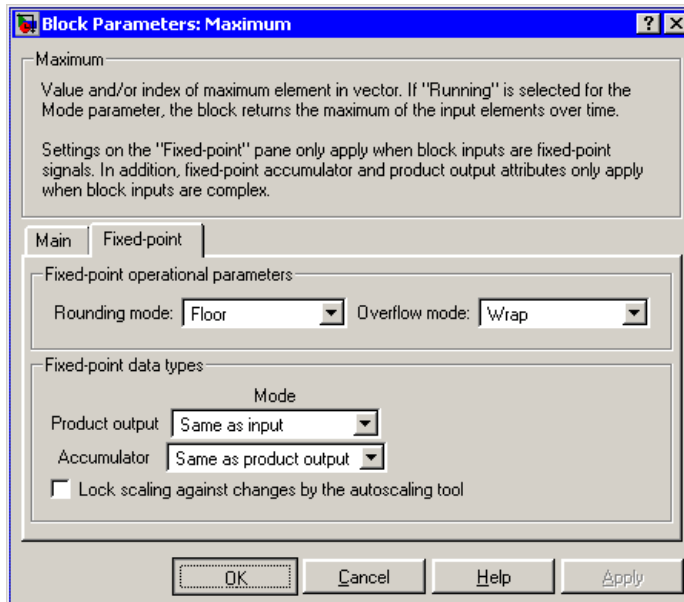 Block Parameters: Maximum
Maximum
Value and/or index of maximum element in vector. If "Running" is selected for the
Mode parameter, the block returns the maximum of the input elements over time.
Settings on the "Fixed-point" pane only apply when block inputs are fixed-point
signals. In addition, fixed-point accumulator and product output attributes only apply
when block inputs are complex.
Main Fixed-point
Fixed-point operational parameters
Rounding mode: Floor Overflow mode: Wrap
Fixed-point data types
Mode
Product output Same as input
Accumulator Same as product output
Lock scaling against changes by the autoscaling tool
OK Cancel Help Apply